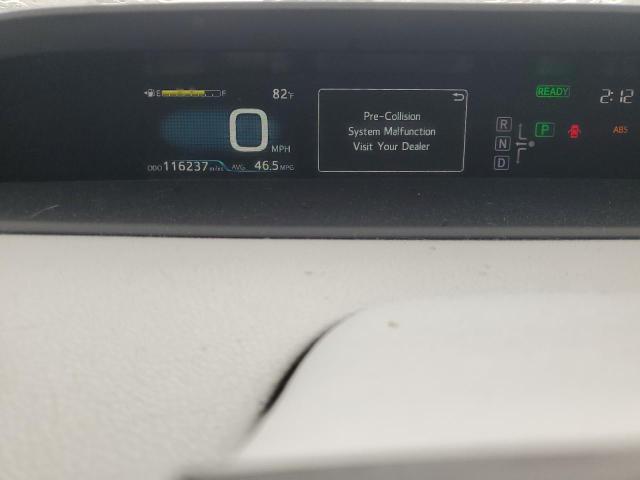 E F 82°F READY 2:12
0 MPH
Pre-Collision
System Malfunction
Visit Your Dealer
R
N
D
P
ABS
ODO 116237 miles AVG 46.5 MPG